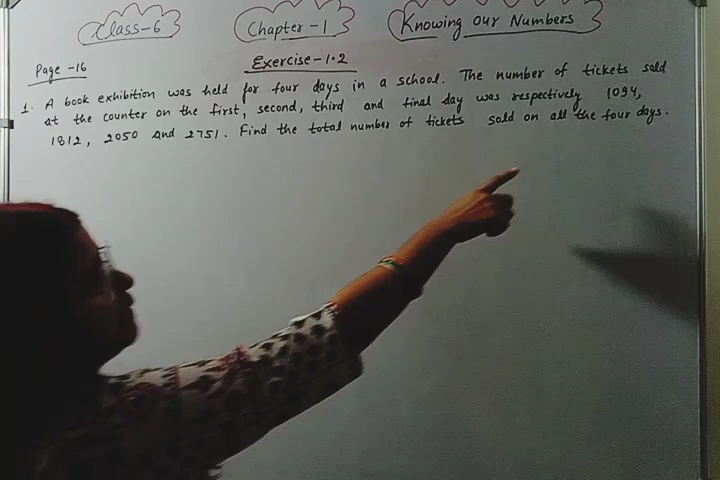 Class-6 Chapter-1 Knowing our Numbers
Page -16 Exercise-1.2
1. A book exhibition was held for four days in a school. The number of tickets sold
at the counter on the first, second, third and final day was respectively 1094,
1812, 2050 and 2751. Find the total number of tickets sold on all the four days.